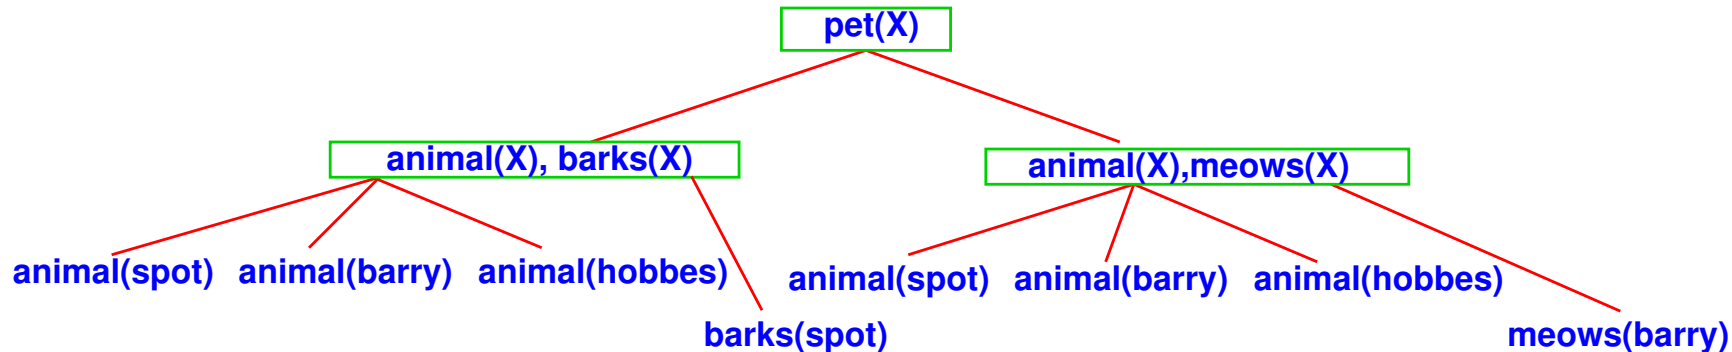 pet(X)
animal(X), barks(X)
animal(X),meows(X)
animal(spot) animal(barry) animal(hobbes)
animal(spot) animal(barry) animal(hobbes)
barks(spot)
meows(barry)